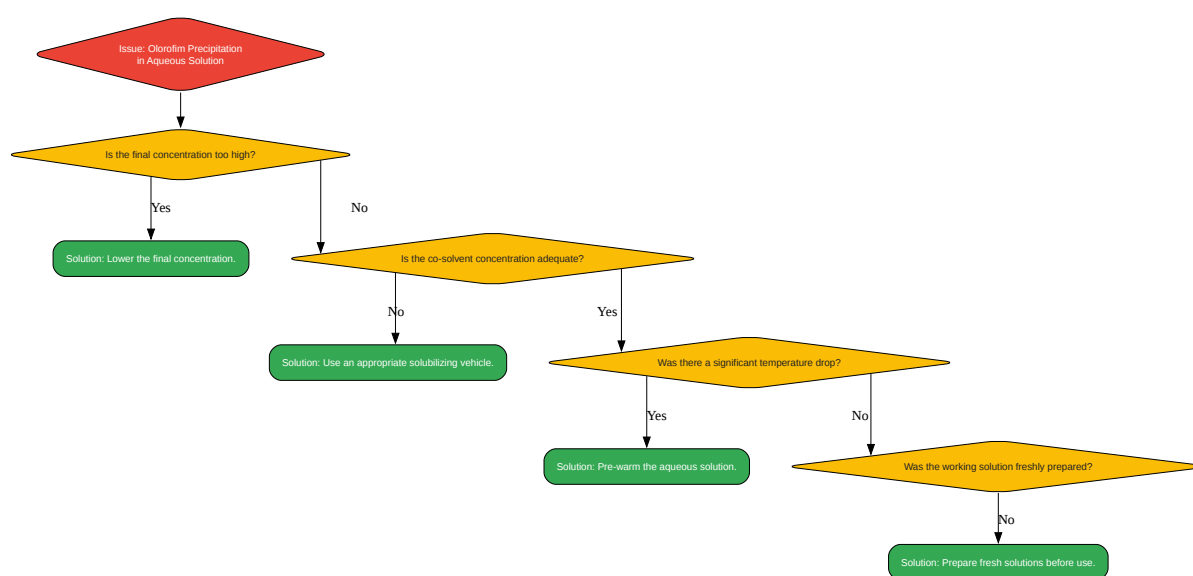 Issue: Olorofim Precipitation
in Aqueous Solution
Is the final concentration too high?
Yes
No
Solution: Lower the final concentration.
Is the co-solvent concentration adequate?
No
Yes
Solution: Use an appropriate solubilizing vehicle.
Was there a significant temperature drop?
Yes
No
Solution: Pre-warm the aqueous solution.
Was the working solution freshly prepared?
No
Solution: Prepare fresh solutions before use.